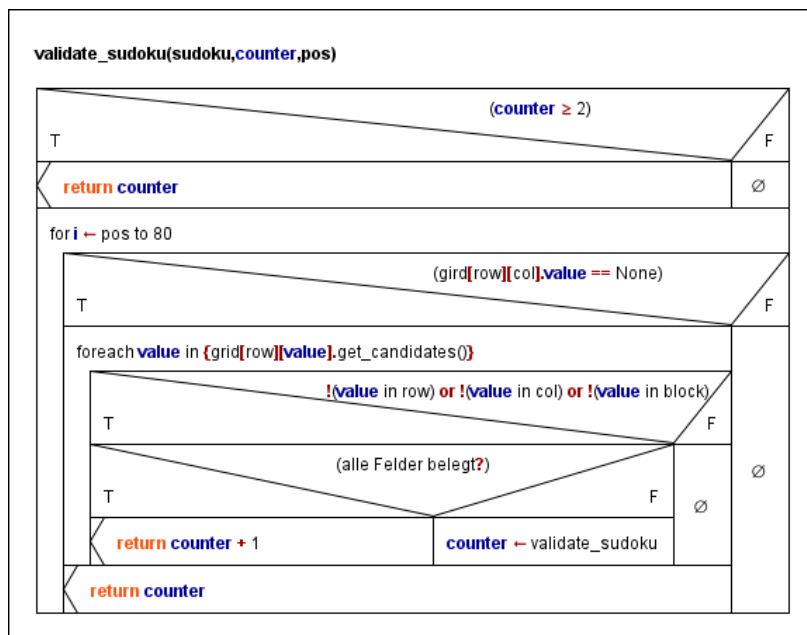 validate_sudoku(sudoku,counter,pos)
(counter ≥ 2)
T
F
return counter
∅
for i ← pos to 80
(gird[row][col].value == None)
T
F
foreach value in {grid[row][value].get_candidates()}
!(value in row) or !(value in col) or !(value in block)
T
F
(alle Felder belegt?)
T
F
∅
∅
return counter + 1
counter ← validate_sudoku
return counter